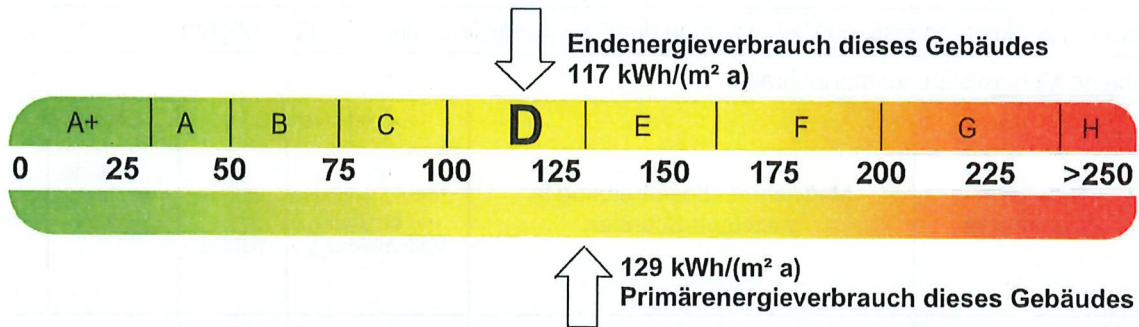 Endenergieverbrauch dieses Gebäudes
117 kWh/(m² a)
A+ A B C D E F G H
0 25 50 75 100 125 150 175 200 225 >250
129 kWh/(m² a)
Primärenergieverbrauch dieses Gebäudes